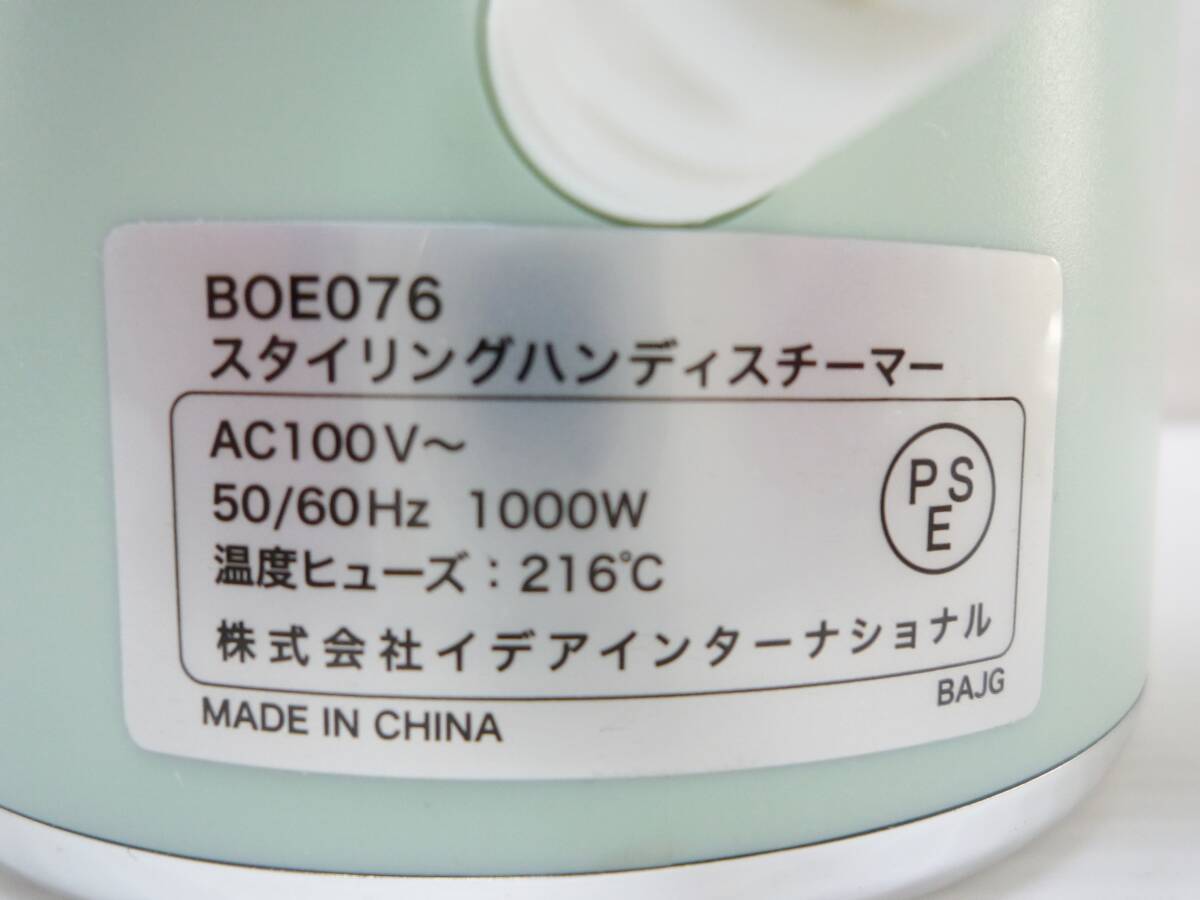 BOE076
スタイリングハンディスチーマー
AC100V～
50/60Hz 1000W
PSE
温度ヒューズ：216℃
株式会社イデアインターナショナル
BAJG
MADE IN CHINA